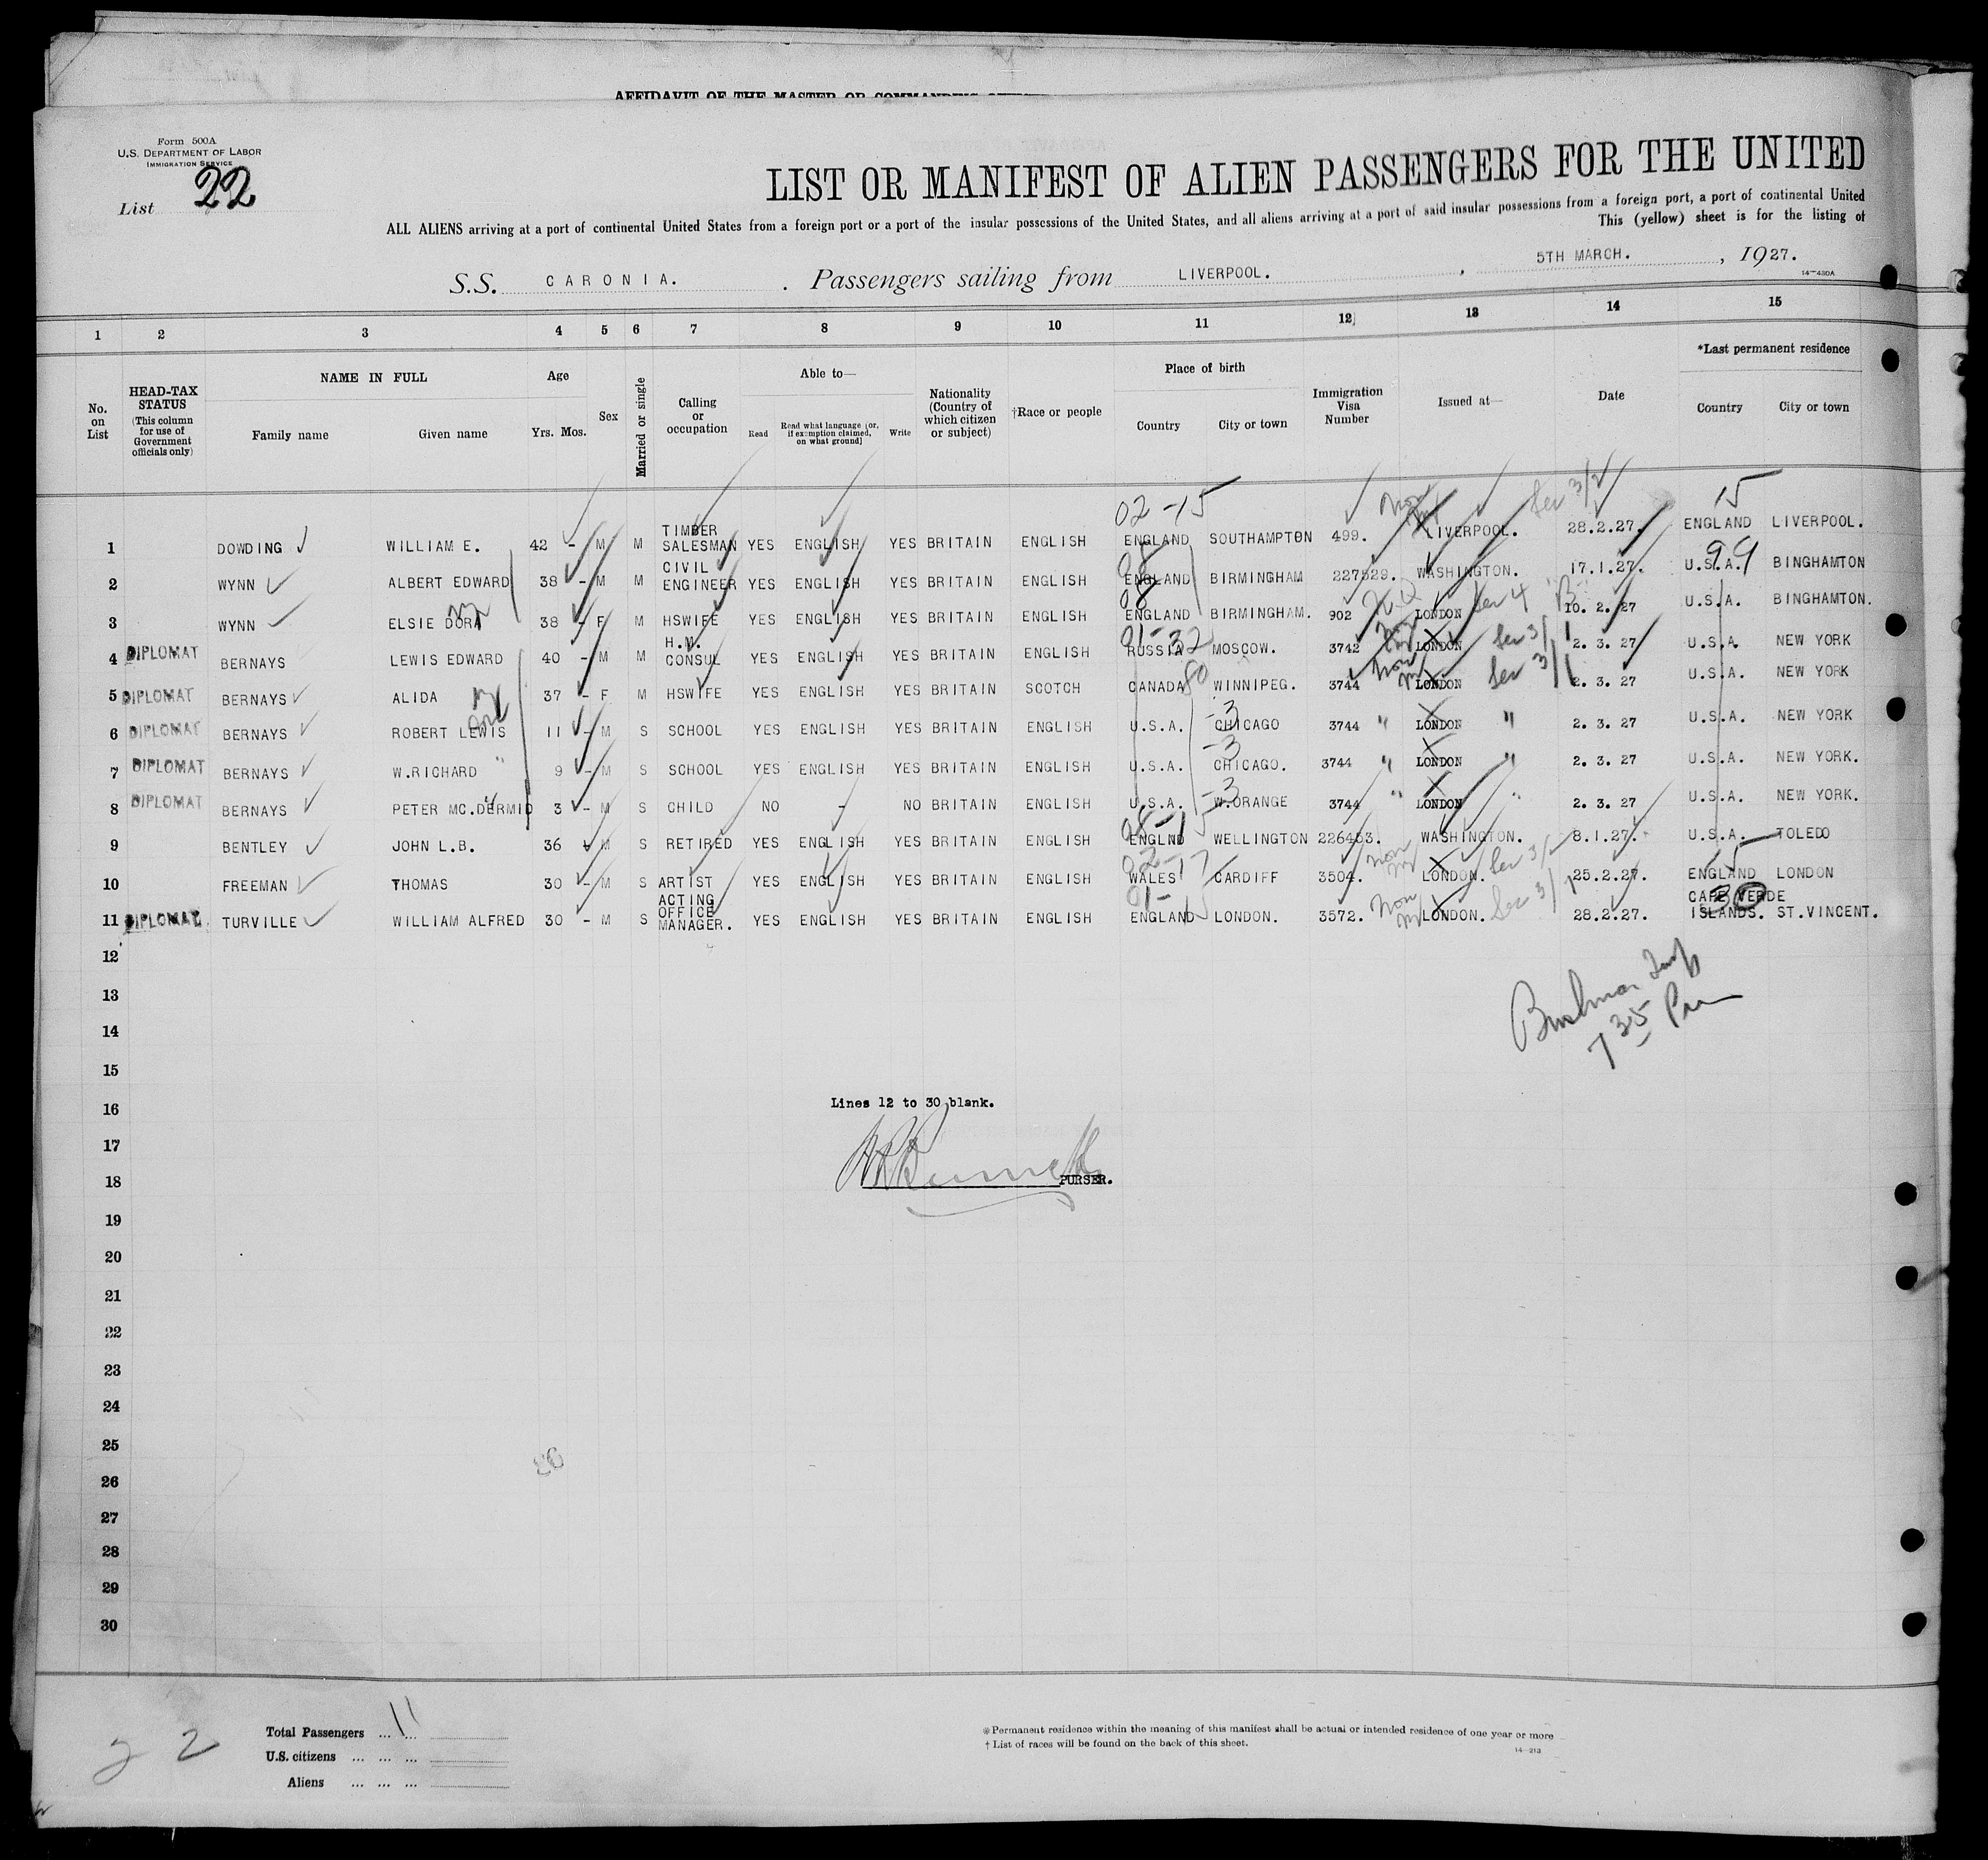 AFFIDAVIT OF THE MASTER OR COMMANDING
Form 500A
U.S. DEPARTMENT OF LABOR
IMMIGRATION SERVICE
List 22
LIST OR MANIFEST OF ALIEN PASSENGERS FOR THE UNITED
ALL ALIENS arriving at a port of continental United States from a foreign port or a port of the insular possessions of the United States, and all aliens arriving at a port of said insular possessions from a foreign port, a port of continental United
This (yellow) sheet is for the listing of
S.S. CARONIA. Passengers sailing from LIVERPOOL. , 5TH MARCH. , 1927.
14-430A
1 2 3 4 5 6 7 8 9 10 11 12 13 14 15
No. on List
HEAD-TAX STATUS (This column for use of Government officials only)
NAME IN FULL
Family name Given name
Age
Yrs. Mos.
Sex
Married or single
Calling or occupation
Able to—
Read Read what language [or, if exemption claimed, on what ground] Write
Nationality (Country of which citizen or subject)
†Race or people
Place of birth
Country City or town
Immigration Visa Number
Issued at—
Date
*Last permanent residence
Country City or town
02-15 15
1 DOWDING WILLIAM E. 42 - M M TIMBER SALESMAN YES ENGLISH YES BRITAIN ENGLISH ENGLAND SOUTHAMPTON 499. LIVERPOOL. 28.2.27. ENGLAND LIVERPOOL.
2 WYNN ALBERT EDWARD 38 - M M CIVIL ENGINEER YES ENGLISH YES BRITAIN ENGLISH ENGLAND BIRMINGHAM 227529. WASHINGTON. 17.1.27. U.S.A. 99 BINGHAMTON
3 WYNN ELSIE DORA 38 - F M HSWIFE YES ENGLISH YES BRITAIN ENGLISH ENGLAND BIRMINGHAM. 902 LONDON 10. 2. 27 U.S.A. BINGHAMTON.
4 DIPLOMAT BERNAYS LEWIS EDWARD 40 - M M H.M. CONSUL YES ENGLISH YES BRITAIN ENGLISH RUSSIA MOSCOW. 3742 LONDON 2. 3. 27 U.S.A. NEW YORK
5 DIPLOMAT BERNAYS ALIDA 37 - F M HSWIFE YES ENGLISH YES BRITAIN SCOTCH CANADA WINNIPEG. 3744 LONDON 2. 3. 27 U.S.A. NEW YORK
6 DIPLOMAT BERNAYS ROBERT LEWIS 11 - M S SCHOOL YES ENGLISH YES BRITAIN ENGLISH U.S.A. CHICAGO 3744 " LONDON " 2. 3. 27 U.S.A. NEW YORK
7 DIPLOMAT BERNAYS W.RICHARD " 9 - M S SCHOOL YES ENGLISH YES BRITAIN ENGLISH U.S.A. CHICAGO. 3744 " LONDON " 2. 3. 27 U.S.A. NEW YORK.
8 DIPLOMAT BERNAYS PETER MC.DERMID 3 - M S CHILD NO - NO BRITAIN ENGLISH U.S.A. W.ORANGE 3744 " LONDON " 2. 3. 27 U.S.A. NEW YORK.
9 BENTLEY JOHN L.B. 36 M S RETIRED YES ENGLISH YES BRITAIN ENGLISH ENGLND WELLINGTON 226403. WASHINGTON. 8.1.27. U.S.A. TOLEDO
10 FREEMAN THOMAS 30 - M S ARTIST YES ENGLISH YES BRITAIN ENGLISH WALES CARDIFF 3504. LONDON. 25.2.27. ENGLAND LONDON
11 DIPLOMAT. TURVILLE WILLIAM ALFRED 30 - M S ACTING OFFICE MANAGER. YES ENGLISH YES BRITAIN ENGLISH ENGLAND LONDON. 3572. LONDON. 28.2.27. CAPE VERDE ISLANDS. ST.VINCENT.
12
13
14
7 35 Pm
15
16 Lines 12 to 30 blank.
17
18 PURSER.
19
20
21
22
23
24
25
26
27
28
29
30
2 2
Total Passengers ... 11
U.S. citizens ... ... ...
Aliens ... ... ...
*Permanent residence within the meaning of this manifest shall be actual or intended residence of one year or more
† List of races will be found on the back of this sheet.
14-213